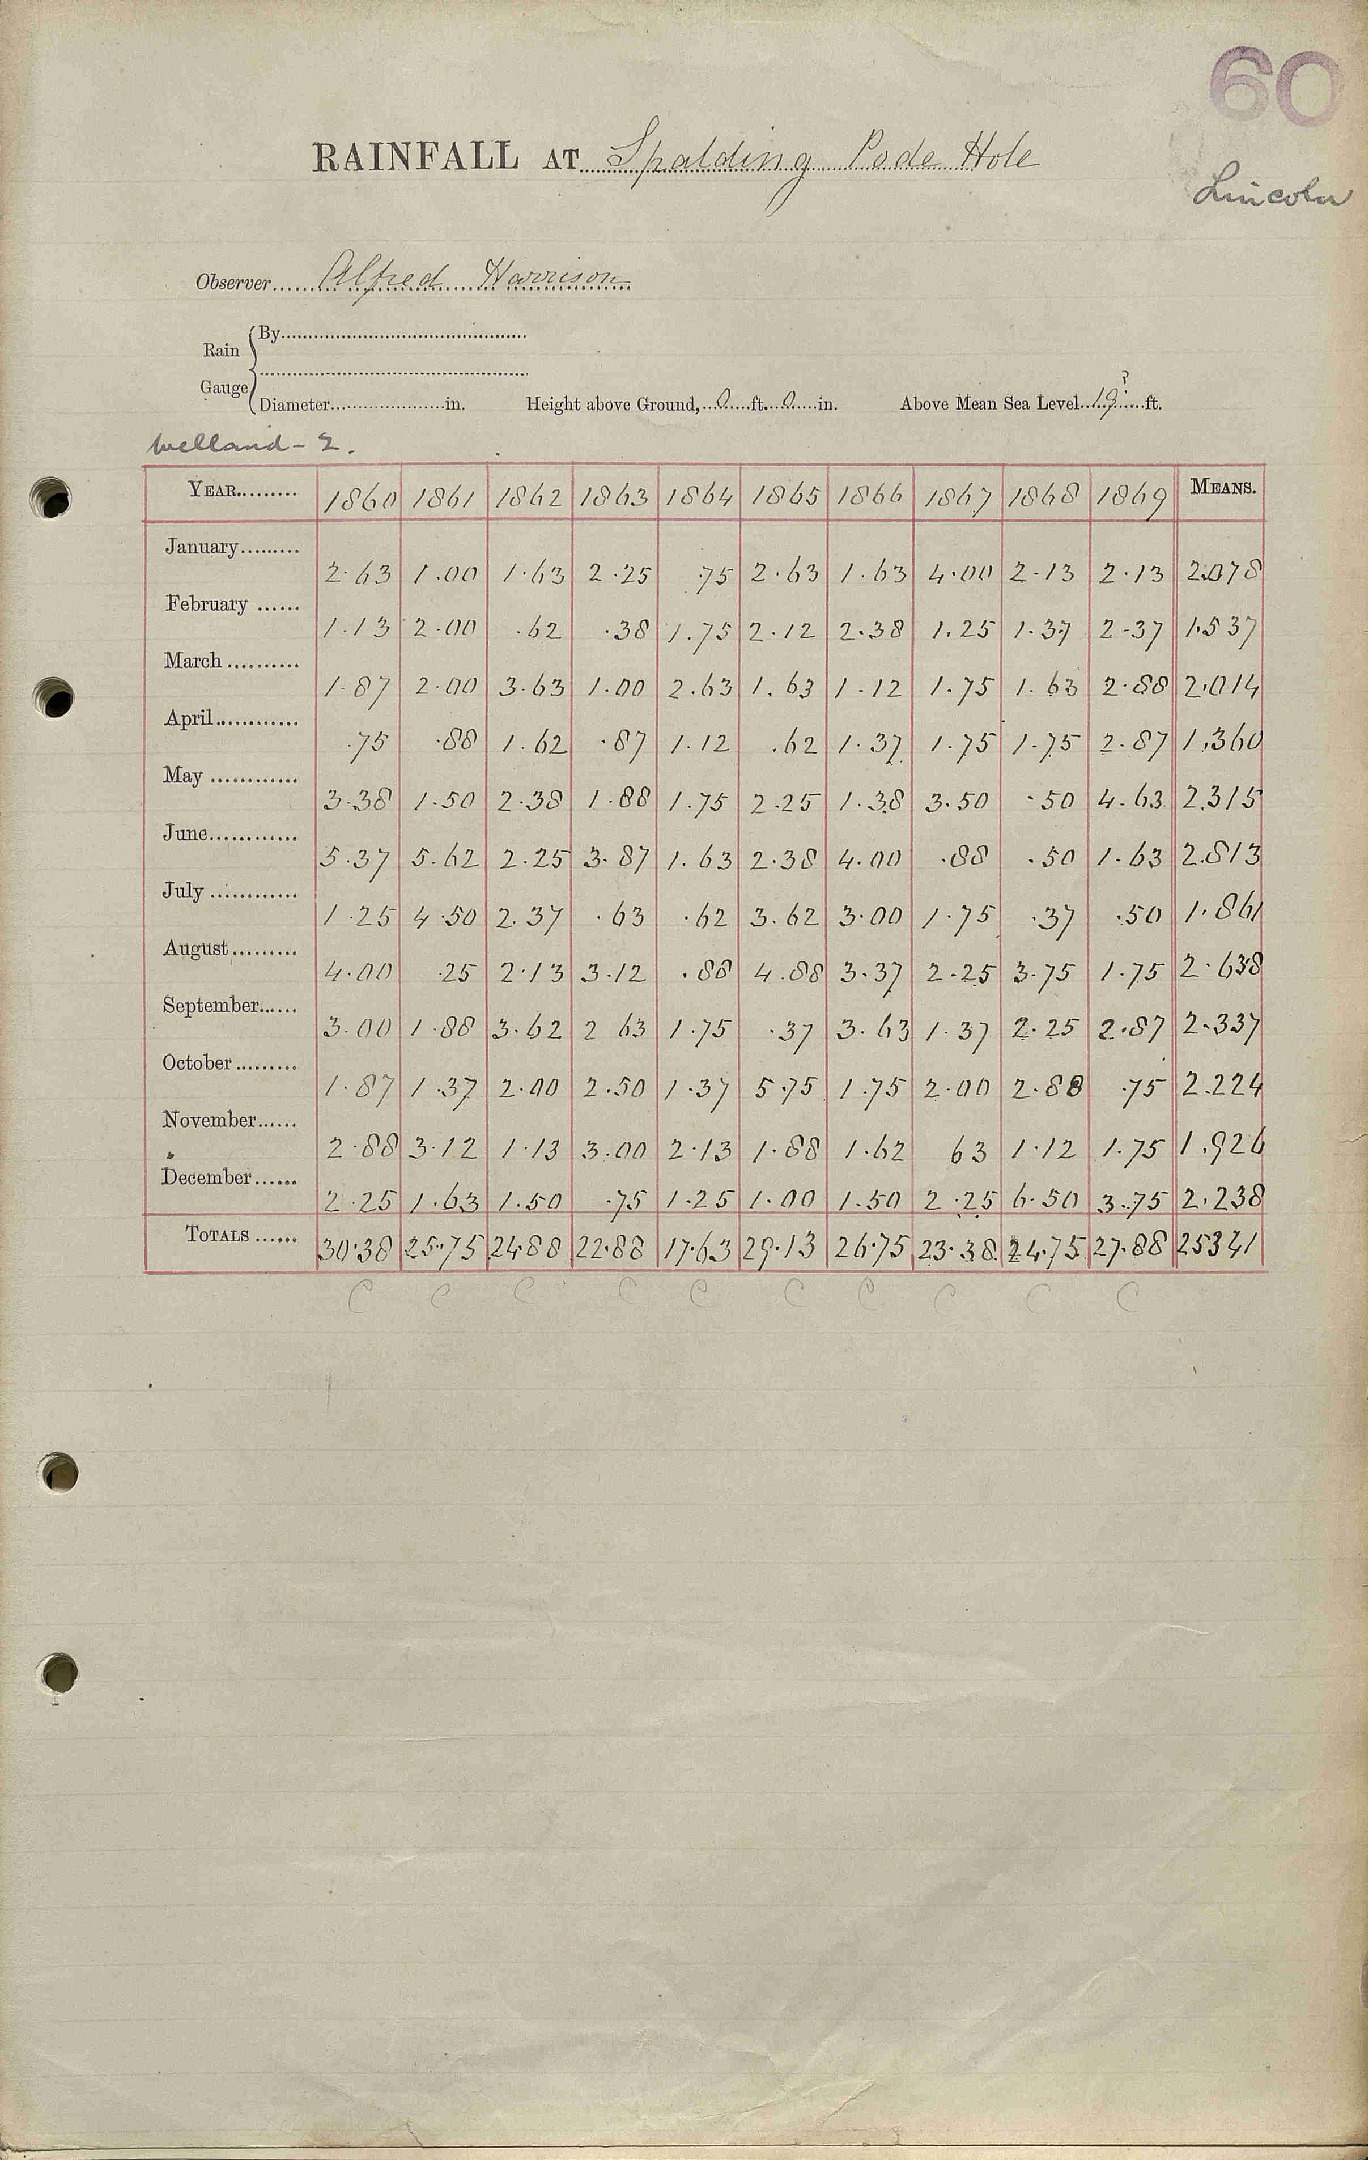 60
RAINFALL AT Spalding Pode Hole
Lincoln
Observer...... Alfred Harrison
Rain Gauge
By
Diameter..........in. Height above Ground, 0 ft. 0 in. Above Mean Sea Level 19? ft.
Welland - 2.
YEAR......... 1860 1861 1862 1863 1864 1865 1866 1867 1868 1869 MEANS.
January......... 2.63 1.00 1.63 2.25 .75 2.63 1.63 4.00 2.13 2.13 2.078
February ...... 1.13 2.00 .62 .38 1.75 2.12 2.38 1.25 1.37 2.37 1.537
March .......... 1.87 2.00 3.63 1.00 2.63 1.63 1.12 1.75 1.63 2.88 2.014
April............ .75 .88 1.62 .87 1.12 .62 1.37 1.75 1.75 2.87 1.360
May ............ 3.38 1.50 2.38 1.88 1.75 2.25 1.38 3.50 .50 4.63 2.315
June............ 5.37 5.62 2.25 3.87 1.63 2.38 4.00 .88 .50 1.63 2.813
July ............ 1.25 4.50 2.37 .63 .62 3.62 3.00 1.75 .37 .50 1.861
August......... 4.00 .25 2.13 3.12 .88 4.88 3.37 2.25 3.75 1.75 2.638
September...... 3.00 1.88 3.62 2 63 1.75 .37 3.63 1.37 2.25 2.87 2.337
October ......... 1.87 1.37 2.00 2.50 1.37 5.75 1.75 2.00 2.88 .75 2.224
November...... 2.88 3.12 1.13 3.00 2.13 1.88 1.62 63 1.12 1.75 1.926
December...... 2.25 1.63 1.50 .75 1.25 1.00 1.50 2.25 6.50 3.75 2.238
TOTALS ...... 30.38 25.75 24.88 22.88 17.63 29.13 26.75 23.38 24.75 27.88 25341
C C C C C C C C C C